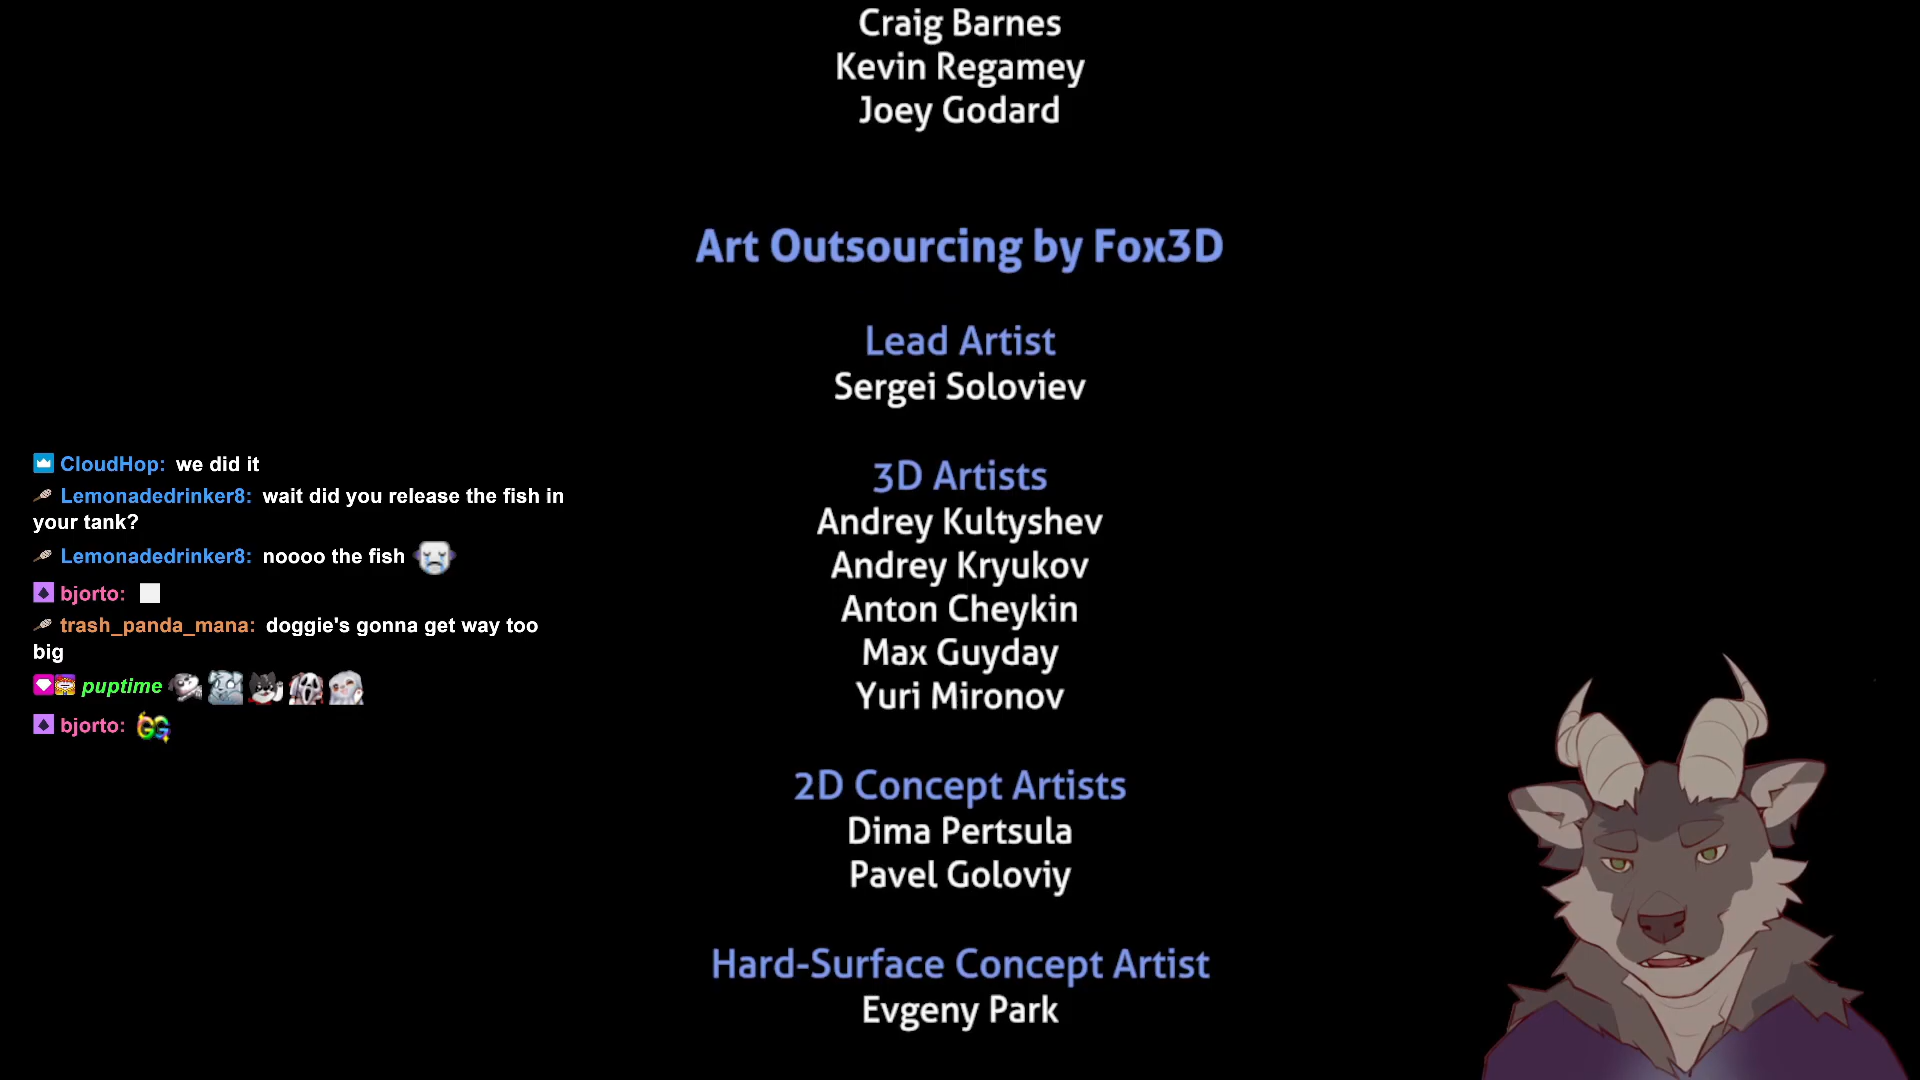 Craig Barnes
Kevin Regamey
Joey Godard
Art Outsourcing by Fox3D
Lead Artist
Sergei Soloviev
3D Artists
Andrey Kultyshev
Andrey Kryukov
Anton Cheykin
Max Guyday
Yuri Mironov
2D Concept Artists
Dima Pertsula
Pavel Goloviy
Hard-Surface Concept Artist
Evgeny Park
CloudHop: we did it
Lemonadedrinker8: wait did you release the fish in
your tank?
Lemonadedrinker8: noooo the fish
bjorto:
trash_panda_mana: doggie's gonna get way too
big
puptime
bjorto: GG